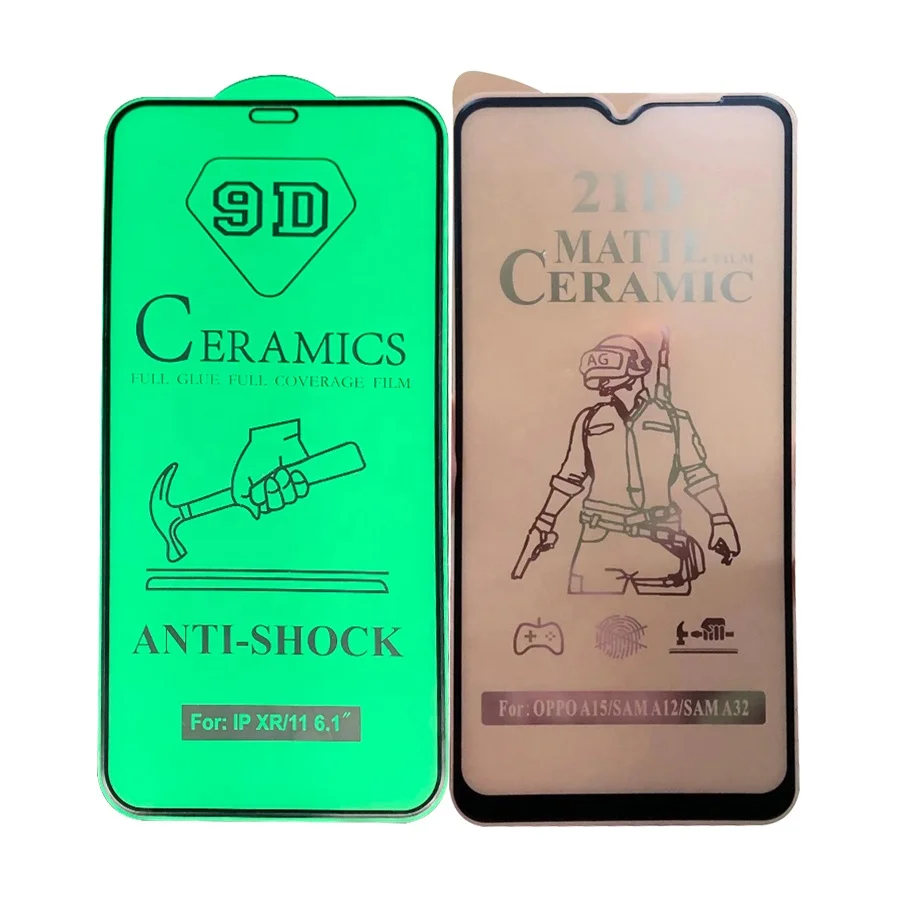 9D
CERAMICS
FULL GLUE FULL COVERAGE FILM
ANTI-SHOCK
For: IP XR/11 6.1"
21D
MATTE FILM
CERAMIC
AG
For: OPPO A15/SAM A12/SAM A32